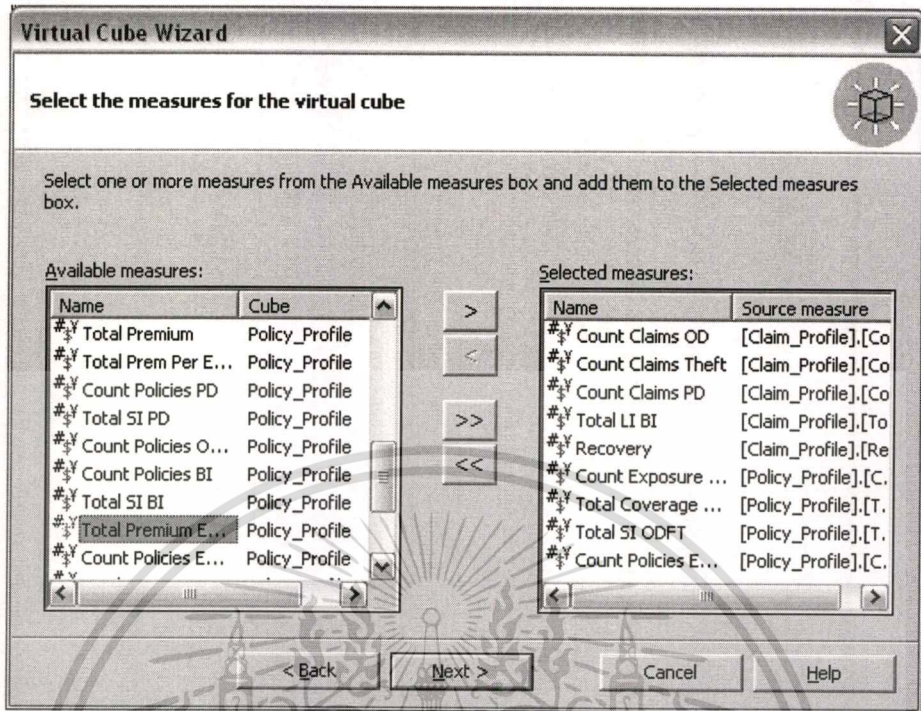 Virtual Cube Wizard
Select the measures for the virtual cube
Select one or more measures from the Available measures box and add them to the Selected measures
box.
Available measures:
Name Cube
Total Premium Policy_Profile
Total Prem Per E... Policy_Profile
Count Policies PD Policy_Profile
Total SI PD Policy_Profile
Count Policies O... Policy_Profile
Count Policies BI Policy_Profile
Total SI BI Policy_Profile
Total Premium E... Policy_Profile
Count Policies E... Policy_Profile
>
<
>>
<<
Selected measures:
Name Source measure
Count Claims OD [Claim_Profile].[Co
Count Claims Theft [Claim_Profile].[Co
Count Claims PD [Claim_Profile].[Co
Total LI BI [Claim_Profile].[To
Recovery [Claim_Profile].[Re
Count Exposure ... [Policy_Profile].[C.
Total Coverage ... [Policy_Profile].[T.
Total SI ODFT [Policy_Profile].[T.
Count Policies E... [Policy_Profile].[C.
< Back Next > Cancel Help